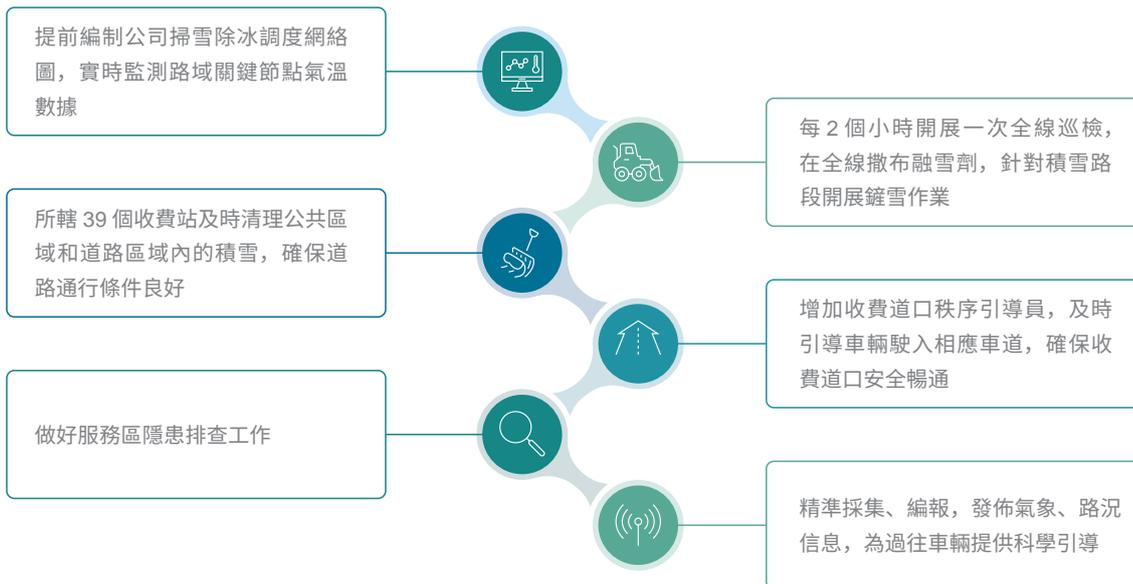 提前編制公司掃雪除冰調度網絡
圖，實時監測路域關鍵節點氣溫
數據
每 2 個小時開展一次全線巡檢，
在全線撒布融雪劑，針對積雪路
段開展鏟雪作業
所轄 39 個收費站及時清理公共區
域和道路區域內的積雪，確保道
路通行條件良好
增加收費道口秩序引導員，及時
引導車輛駛入相應車道，確保收
費道口安全暢通
做好服務區隱患排查工作
精準採集、編報，發佈氣象、路況
信息，為過往車輛提供科學引導